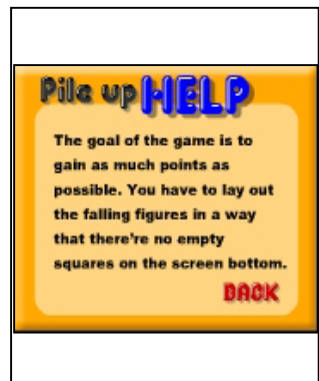 Pile up HELP
The goal of the game is to
gain as much points as
possible. You have to lay out
the falling figures in a way
that there're no empty
squares on the screen bottom.
BACK